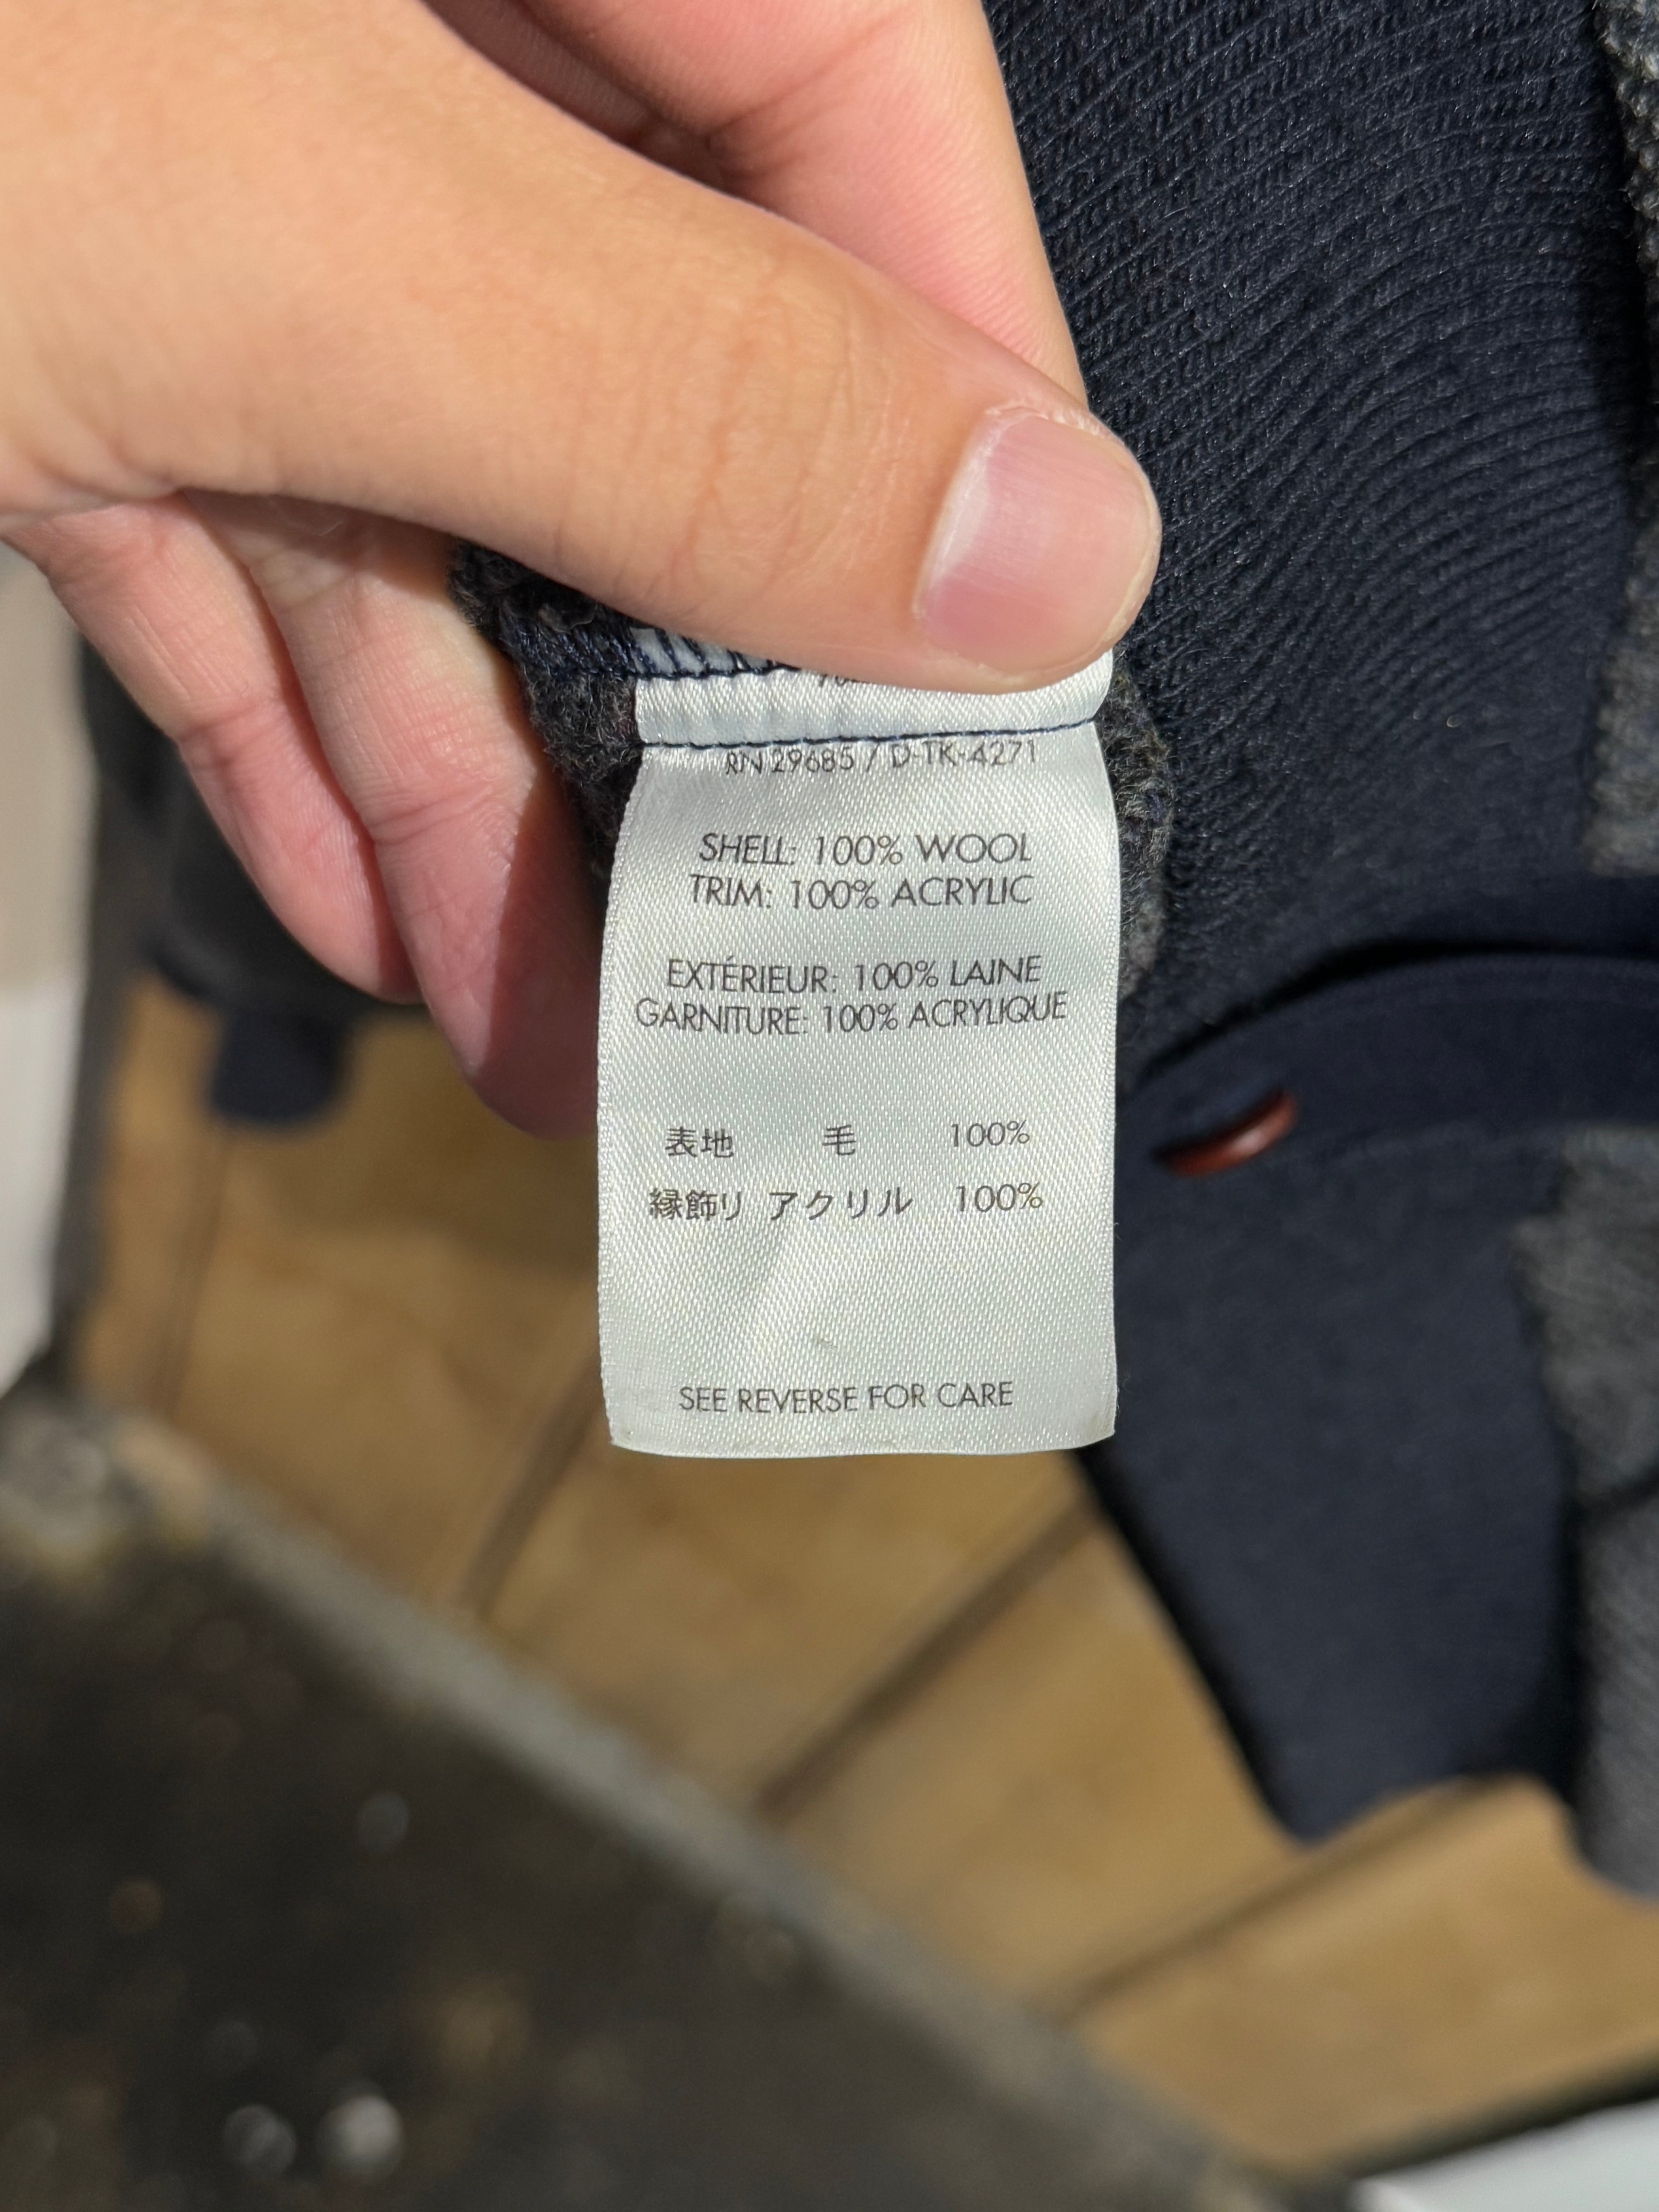 RN 29685 / D-TK-4271
SHELL: 100% WOOL
TRIM: 100% ACRYLIC
EXTÉRIEUR: 100% LAINE
GARNITURE: 100% ACRYLIQUE
表地 毛 100%
縁飾り アクリル 100%
SEE REVERSE FOR CARE